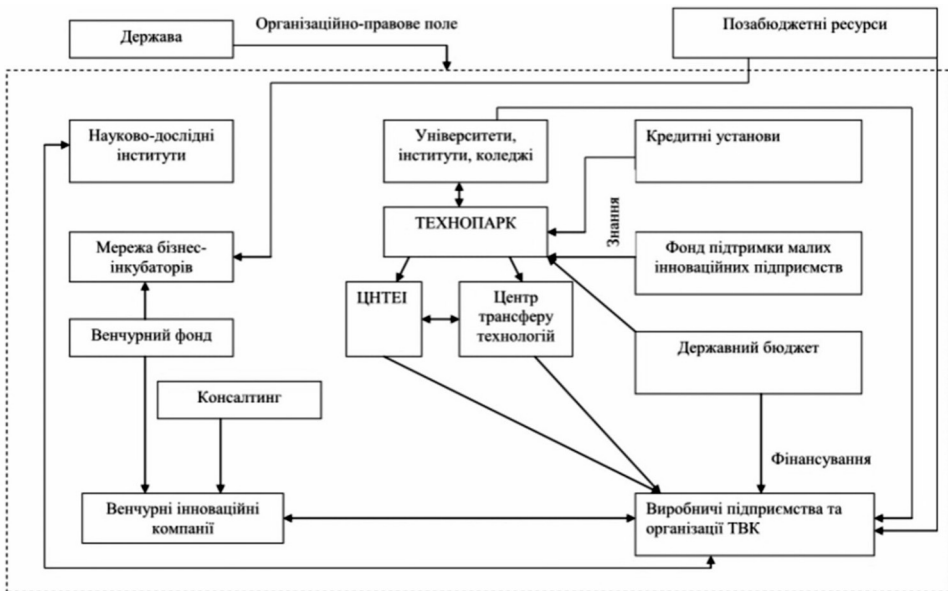 Держава
Організаційно-правове поле
Позабюджетні ресурси
Науково-дослідні
інститути
Університети,
інститути, коледжі
Кредитні установи
Знання
ТЕХНОПАРК
Мережа бізнес-
інкубаторів
Фонд підтримки малих
інноваційних підприємств
ЦНТЕІ
Центр
трансферу
технологій
Венчурний фонд
Державний бюджет
Консалтинг
Фінансування
Венчурні інноваційні
компанії
Виробничі підприємства та
організації ТВК